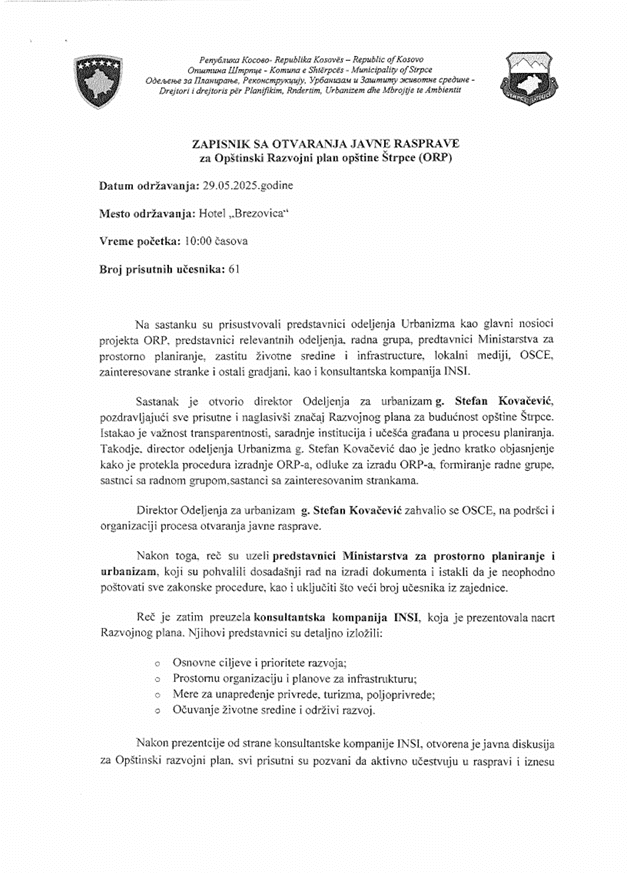 Република Косово- Republika Kosovës – Republic of Kosovo
Општина Штрпце - Komuna e Shtërpcës - Municipality of Strpce
Одељење за Планирање, Реконструкцију, Урбанизам и Заштиту животне средине -
Drejtori i drejtoris për Planifikim, Rndertim, Urbanizem dhe Mbrojtje te Ambientit
ZAPISNIK SA OTVARANJA JAVNE RASPRAVE
za Opštinski Razvojni plan opštine Štrpce (ORP)
Datum održavanja: 29.05.2025.godine
Mesto održavanja: Hotel „Brezovica“
Vreme početka: 10:00 časova
Broj prisutnih učesnika: 61
Na sastanku su prisustvovali predstavnici odeljenja Urbanizma kao glavni nosioci
projekta ORP, predstavnici relevantnih odeljenja, radna grupa, predtavnici Ministarstva za
prostorno planiranje, zastitu životne sredine i infrastructure, lokalni mediji, OSCE,
zainteresovane stranke i ostali gradjani, kao i konsultantska kompanija INSI.
Sastanak je otvorio direktor Odeljenja za urbanizam g. Stefan Kovačević,
pozdravljajući sve prisutne i naglasivši značaj Razvojnog plana za budućnost opštine Štrpce.
Istakao je važnost transparentnosti, saradnje institucija i učešća građana u procesu planiranja.
Takodje, director odeljenja Urbanizma g. Stefan Kovačević dao je jedno kratko objasnjenje
kako je protekla procedura izradnje ORP-a, odluke za izradu ORP-a, formiranje radne grupe,
sastnci sa radnom grupom,sastanci sa zainteresovanim strankama.
Direktor Odeljenja za urbanizam g. Stefan Kovačević zahvalio se OSCE, na podršci i
organizaciji procesa otvaranja javne rasprave.
Nakon toga, reč su uzeli predstavnici Ministarstva za prostorno planiranje i
urbanizam, koji su pohvalili dosadašnji rad na izradi dokumenta i istakli da je neophodno
poštovati sve zakonske procedure, kao i uključiti što veći broj učesnika iz zajednice.
Reč je zatim preuzela konsultantska kompanija INSI, koja je prezentovala nacrt
Razvojnog plana. Njihovi predstavnici su detaljno izložili:
○ Osnovne ciljeve i prioritete razvoja;
○ Prostornu organizaciju i planove za infrastrukturu;
○ Mere za unapređenje privrede, turizma, poljoprivrede;
○ Očuvanje životne sredine i održivi razvoj.
Nakon prezentcije od strane konsultantske kompanije INSI, otvorena je javna diskusija
za Opštinski razvojni plan, svi prisutni su pozvani da aktivno učestvuju u raspravi i iznesu